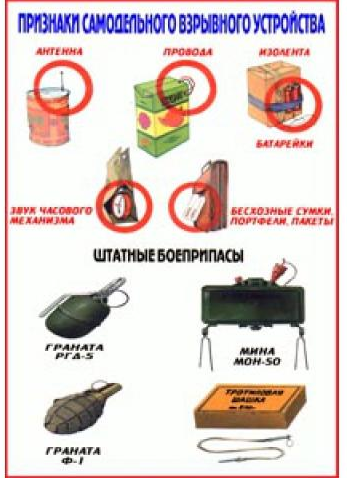 ПРИЗНАКИ САМОДЕЛЬНОГО ВЗРЫВНОГО УСТРОЙСТВА
АНТЕННА
ПРОВОДА
ИЗОЛЕНТА
БАТАРЕЙКИ
ЗВУК ЧАСОВОГО
МЕХАНИЗМА
БЕСХОЗНЫЕ СУМКИ,
ПОРТФЕЛИ, ПАКЕТЫ
ШТАТНЫЕ БОЕПРИПАСЫ
ГРАНАТА
РГД-5
МИНА
МОН-50
ГРАНАТА
Ф-1
ТРОТИЛОВАЯ
ШАШКА